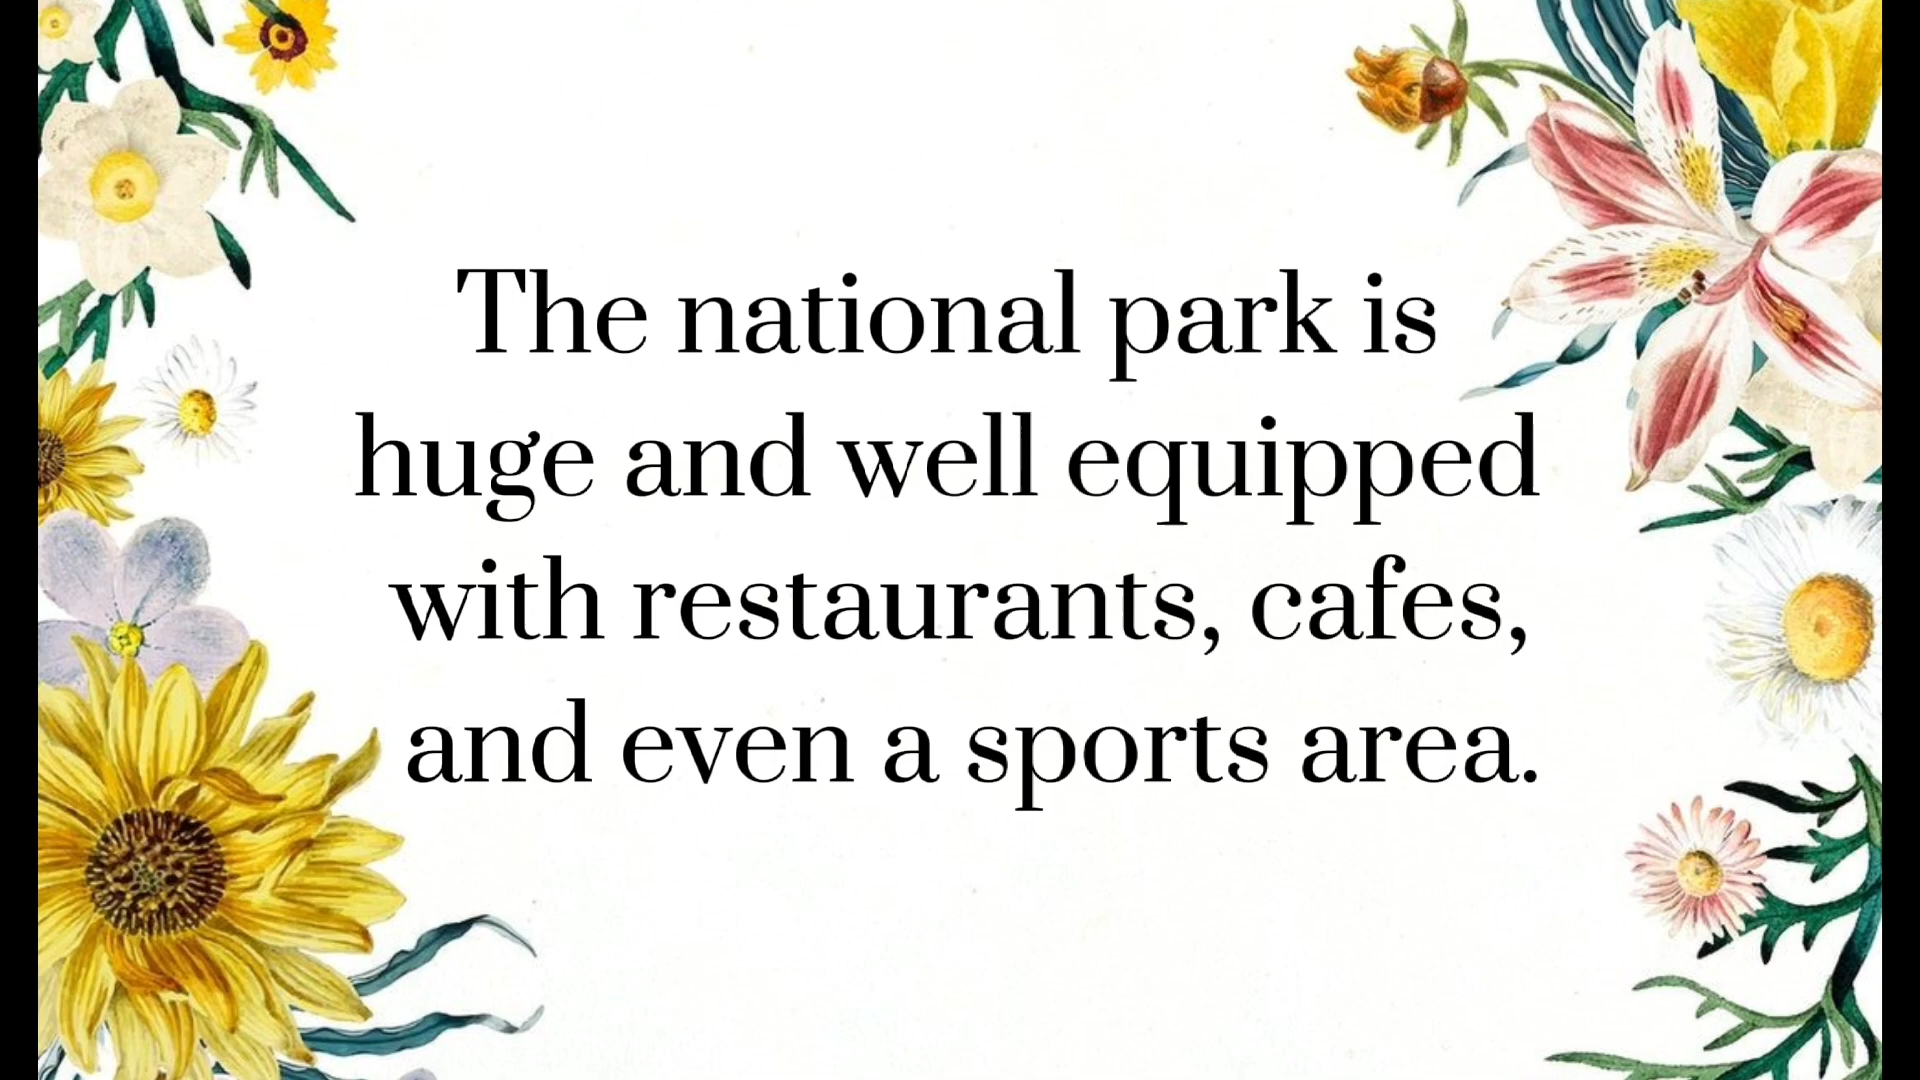 The national park is
huge and well equipped
with restaurants, cafes,
and even a sports area.